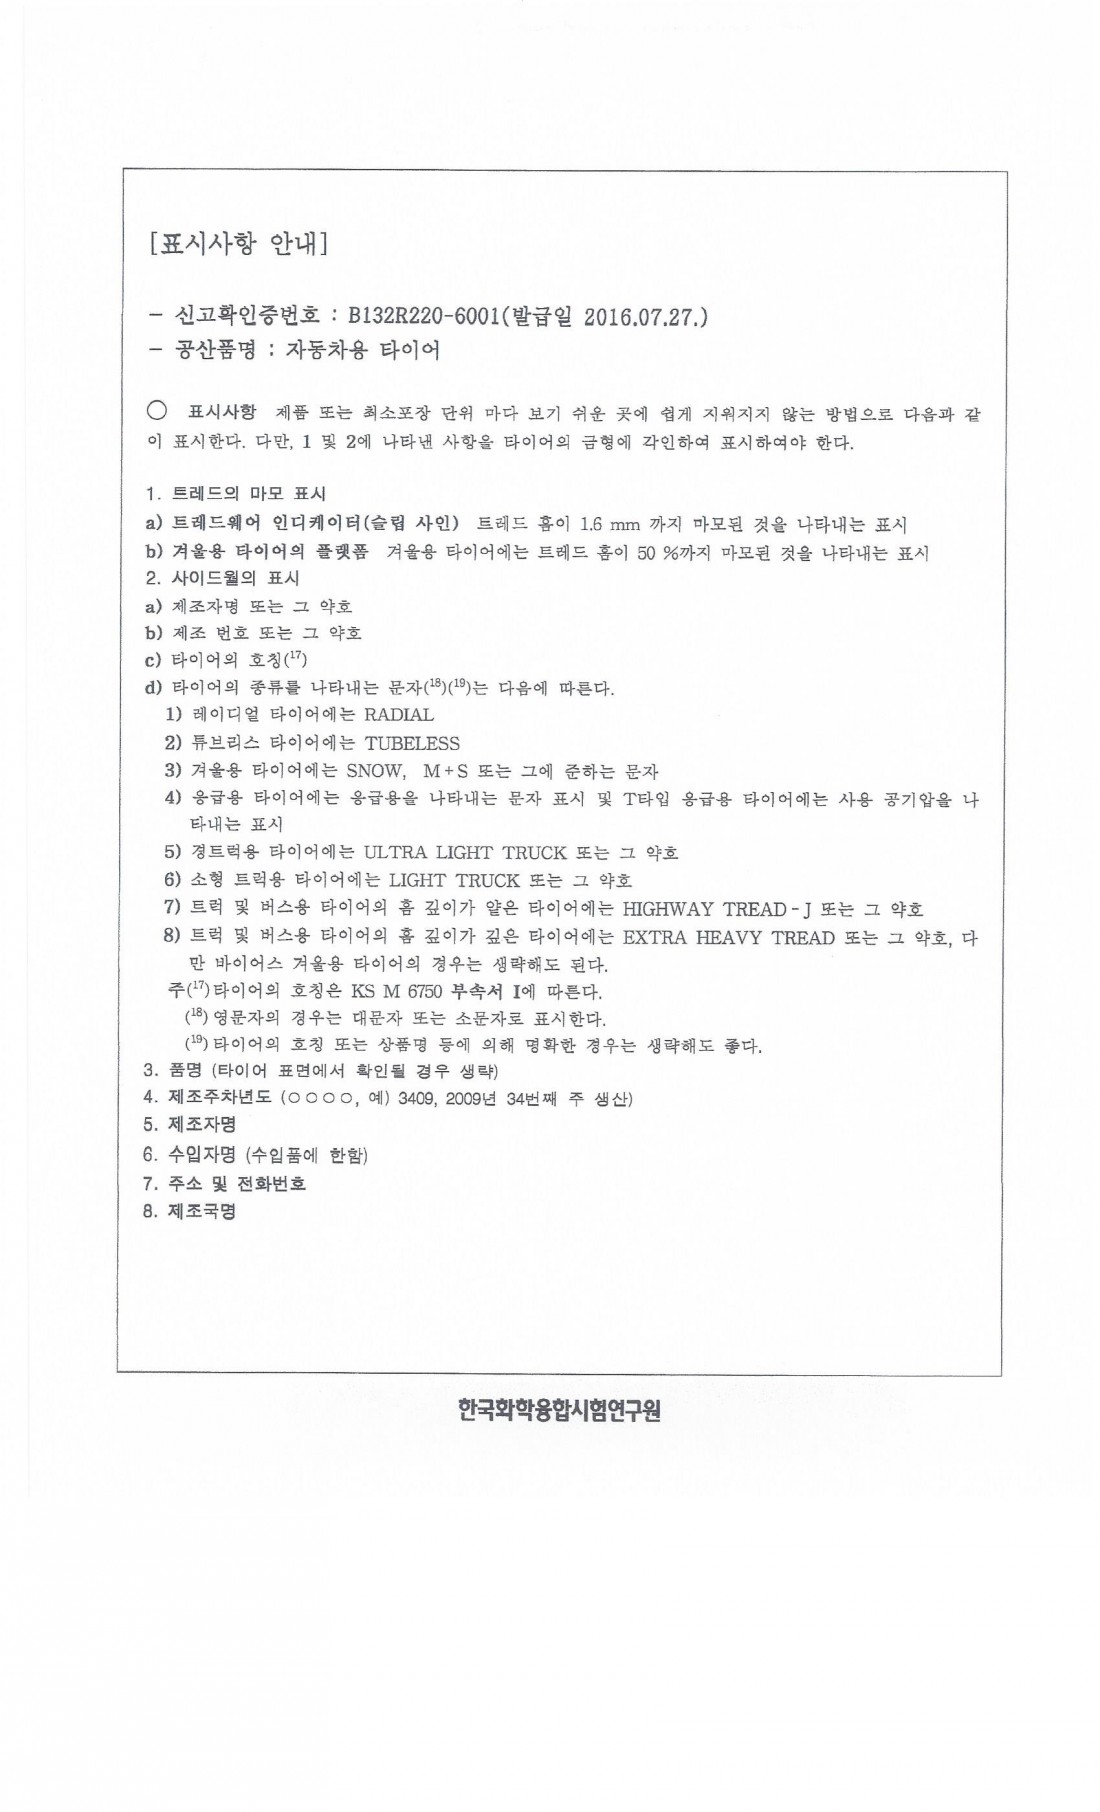 [표시사항 안내]
- 신고확인증번호 : B132R220-6001(발급일 2016.07.27.)
- 공산품명 : 자동차용 타이어
○ 표시사항 제품 또는 최소포장 단위 마다 보기 쉬운 곳에 쉽게 지워지지 않는 방법으로 다음과 같
이 표시한다. 다만, 1 및 2에 나타낸 사항을 타이어의 금형에 각인하여 표시하여야 한다.
1. 트레드의 마모 표시
a) 트레드웨어 인디케이터(슬립 사인) 트레드 홈이 1.6 mm 까지 마모된 것을 나타내는 표시
b) 겨울용 타이어의 플랫폼 겨울용 타이어에는 트레드 홈이 50 %까지 마모된 것을 나타내는 표시
2. 사이드월의 표시
a) 제조자명 또는 그 약호
b) 제조 번호 또는 그 약호
c) 타이어의 호칭(¹⁷)
d) 타이어의 종류를 나타내는 문자(¹⁸)(¹⁹)는 다음에 따른다.
1) 레이디얼 타이어에는 RADIAL
2) 튜브리스 타이어에는 TUBELESS
3) 겨울용 타이어에는 SNOW, M+S 또는 그에 준하는 문자
4) 응급용 타이어에는 응급용을 나타내는 문자 표시 및 T타입 응급용 타이어에는 사용 공기압을 나
타내는 표시
5) 경트럭용 타이어에는 ULTRA LIGHT TRUCK 또는 그 약호
6) 소형 트럭용 타이어에는 LIGHT TRUCK 또는 그 약호
7) 트럭 및 버스용 타이어의 홈 깊이가 얕은 타이어에는 HIGHWAY TREAD-J 또는 그 약호
8) 트럭 및 버스용 타이어의 홈 깊이가 깊은 타이어에는 EXTRA HEAVY TREAD 또는 그 약호, 다
만 바이어스 겨울용 타이어의 경우는 생략해도 된다.
주(¹⁷)타이어의 호칭은 KS M 6750 부속서 I에 따른다.
(¹⁸)영문자의 경우는 대문자 또는 소문자로 표시한다.
(¹⁹)타이어의 호칭 또는 상품명 등에 의해 명확한 경우는 생략해도 좋다.
3. 품명 (타이어 표면에서 확인될 경우 생략)
4. 제조주차년도 (○○○○, 예) 3409, 2009년 34번째 주 생산)
5. 제조자명
6. 수입자명 (수입품에 한함)
7. 주소 및 전화번호
8. 제조국명
한국화학융합시험연구원